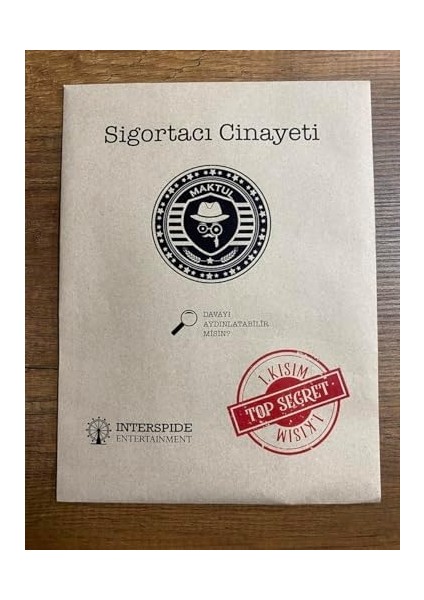 Sigortacı Cinayeti
MAKTUL
DAVAYI
AYDINLATABİLİR
MİSİN?
1.KISIM
TOP SECRET
1.KISIM
INTERSPIDE
ENTERTAINMENT